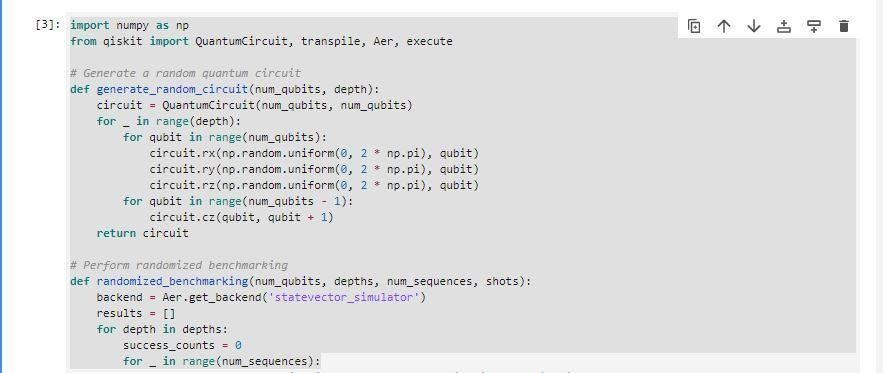 [3]: import numpy as np
from qiskit import QuantumCircuit, transpile, Aer, execute

# Generate a random quantum circuit
def generate_random_circuit(num_qubits, depth):
    circuit = QuantumCircuit(num_qubits, num_qubits)
    for _ in range(depth):
        for qubit in range(num_qubits):
            circuit.rx(np.random.uniform(0, 2 * np.pi), qubit)
            circuit.ry(np.random.uniform(0, 2 * np.pi), qubit)
            circuit.rz(np.random.uniform(0, 2 * np.pi), qubit)
        for qubit in range(num_qubits - 1):
            circuit.cz(qubit, qubit + 1)
    return circuit

# Perform randomized benchmarking
def randomized_benchmarking(num_qubits, depths, num_sequences, shots):
    backend = Aer.get_backend('statevector_simulator')
    results = []
    for depth in depths:
        success_counts = 0
        for _ in range(num_sequences):